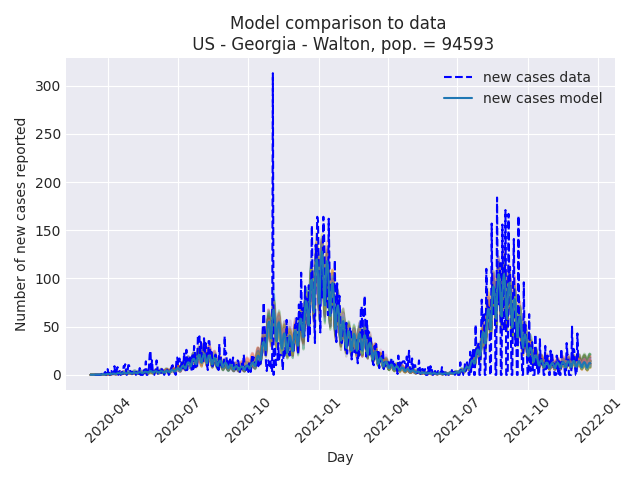 Model comparison to data
US - Georgia - Walton, pop. = 94593
new cases data
new cases model
Number of new cases reported
300
250
200
150
100
50
0
2020-04
2020-07
2020-10
2021-01
2021-04
2021-07
2021-10
2022-01
Day